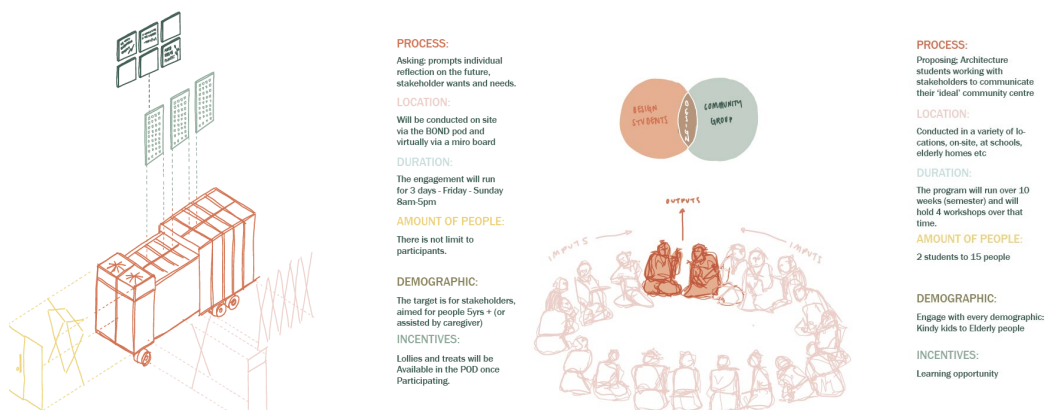 PROCESS:
Asking: prompts individual
reflection on the future,
stakeholder wants and needs.
LOCATION:
Will be conducted on site
via the BOND pod and
virtually via a miro board
DURATION:
The engagement will run
for 3 days - Friday - Sunday
8am-5pm
AMOUNT OF PEOPLE:
There is not limit to
participants.
DEMOGRAPHIC:
The target is for stakeholders,
aimed for people 5yrs + (or
assisted by caregiver)
INCENTIVES:
Lollies and treats will be
Available in the POD once
Participating.
DESIGN
STUDENTS
DESIGN
COMMUNITY
GROUP
OUTPUTS
INPUTS
INPUTS
PROCESS:
Proposing: Architecture
students working with
stakeholders to communicate
their 'ideal' community centre
LOCATION:
Conducted in a variety of lo-
cations, on-site, at schools,
elderly homes etc
DURATION:
The program will run over 10
weeks (semester) and will
hold 4 workshops over that
time.
AMOUNT OF PEOPLE:
2 students to 15 people
DEMOGRAPHIC:
Engage with every demographic:
Kindy kids to Elderly people
INCENTIVES:
Learning opportunity